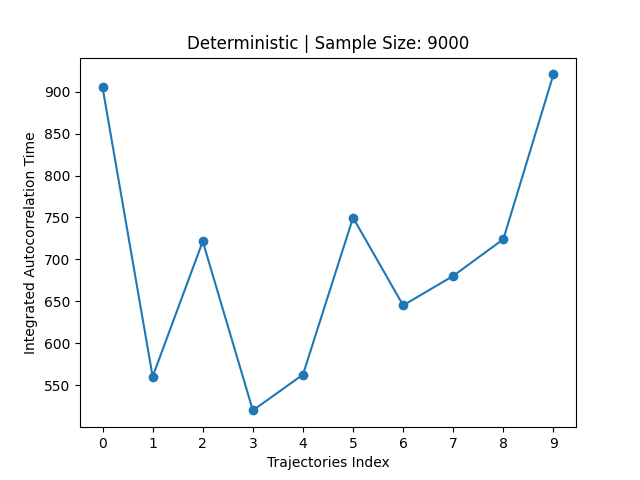 Deterministic | Sample Size: 9000
Integrated Autocorrelation Time
900
850
800
750
700
650
600
550
0 1 2 3 4 5 6 7 8 9
Trajectories Index